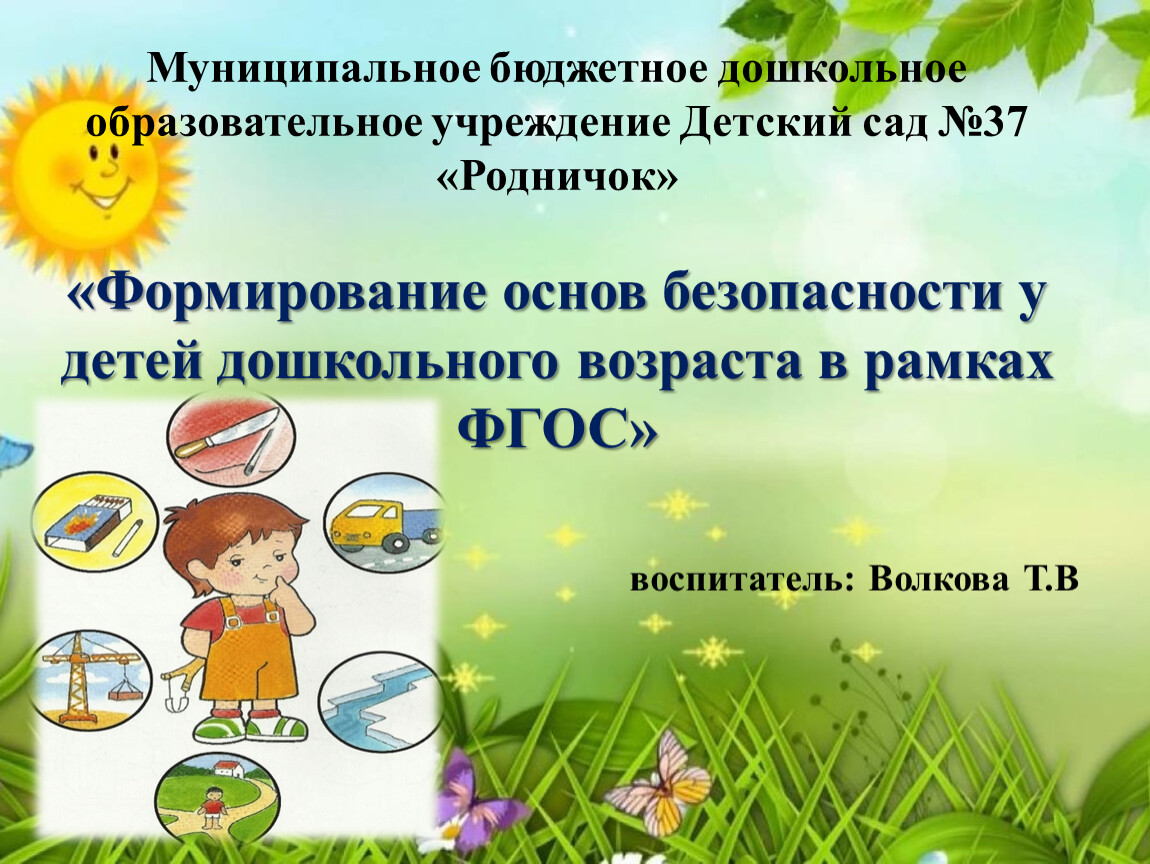 Муниципальное бюджетное дошкольное
образовательное учреждение Детский сад №37
«Родничок»
«Формирование основ безопасности у
детей дошкольного возраста в рамках
ФГОС»
воспитатель: Волкова Т.В